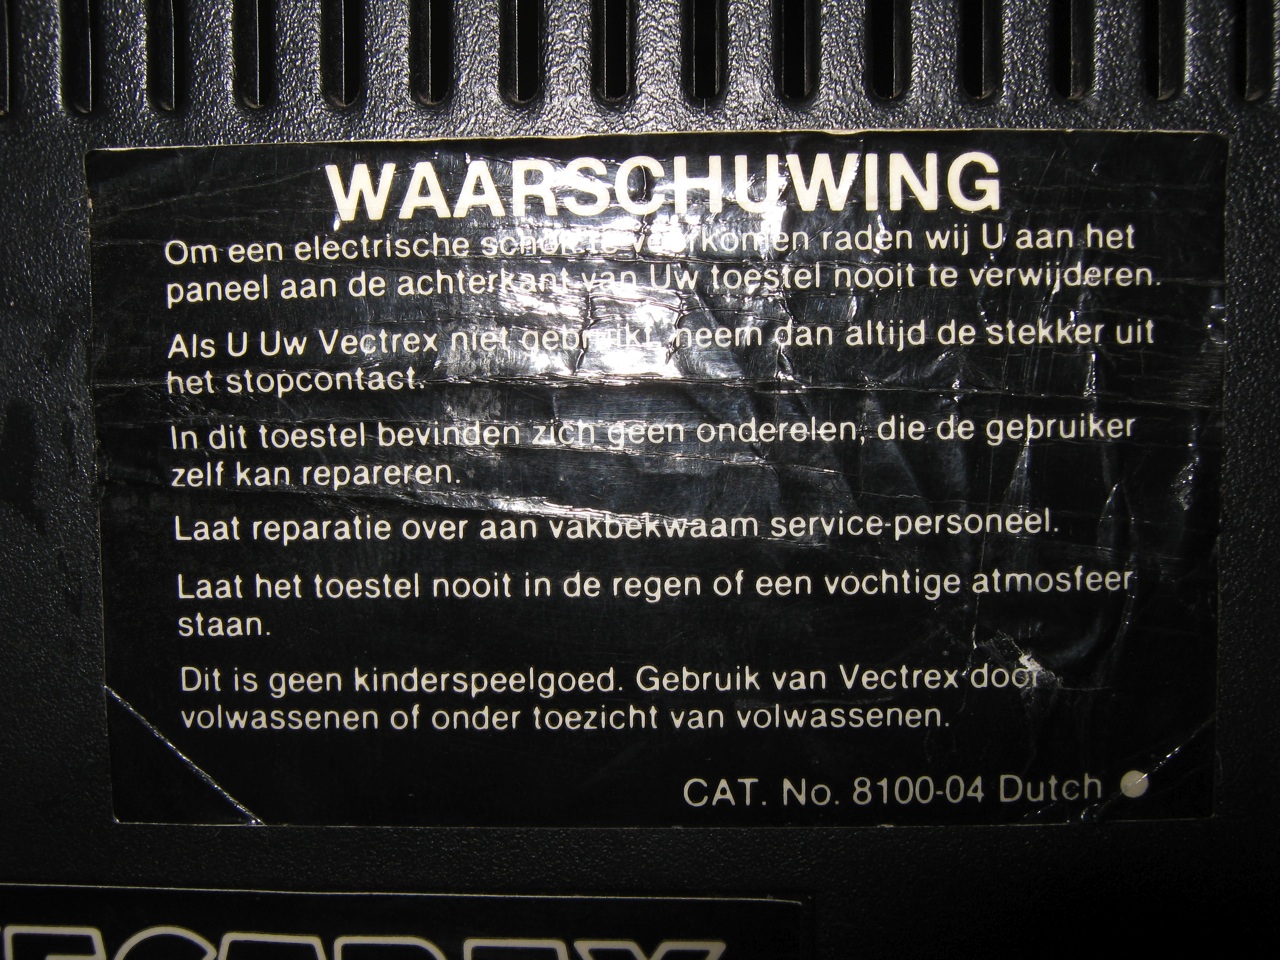 WAARSCHUWING
Om een electrische schok te voorkomen raden wij U aan het
paneel aan de achterkant van Uw toestel nooit te verwijderen.
Als U Uw Vectrex niet gebruikt, neem dan altijd de stekker uit
het stopcontact.
In dit toestel bevinden zich geen onderelen, die de gebruiker
zelf kan repareren.
Laat reparatie over aan vakbekwaam service-personeel.
Laat het toestel nooit in de regen of een vochtige atmosfeer
staan.
Dit is geen kinderspeelgoed. Gebruik van Vectrex door
volwassenen of onder toezicht van volwassenen.
CAT. No. 8100-04 Dutch